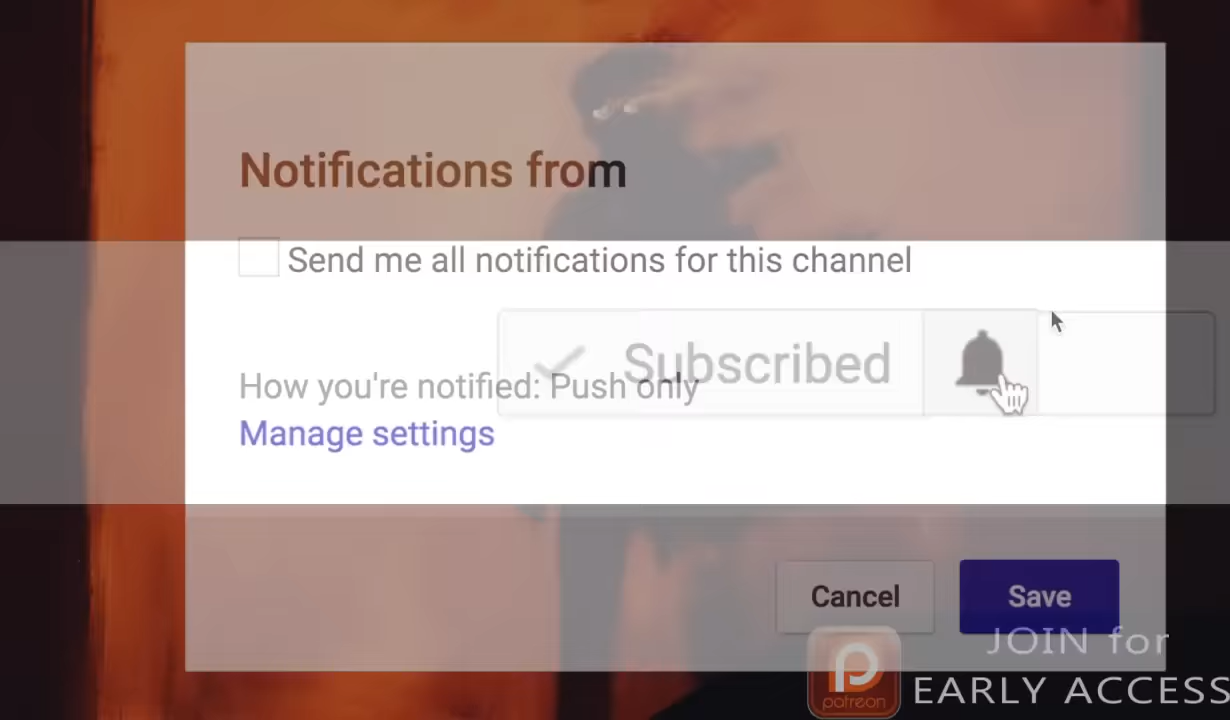 Notifications from
Send me all notifications for this channel
Subscribed
How you're notified: Push only
Manage settings
Cancel
Save
JOIN for
patreon
EARLY ACCESS